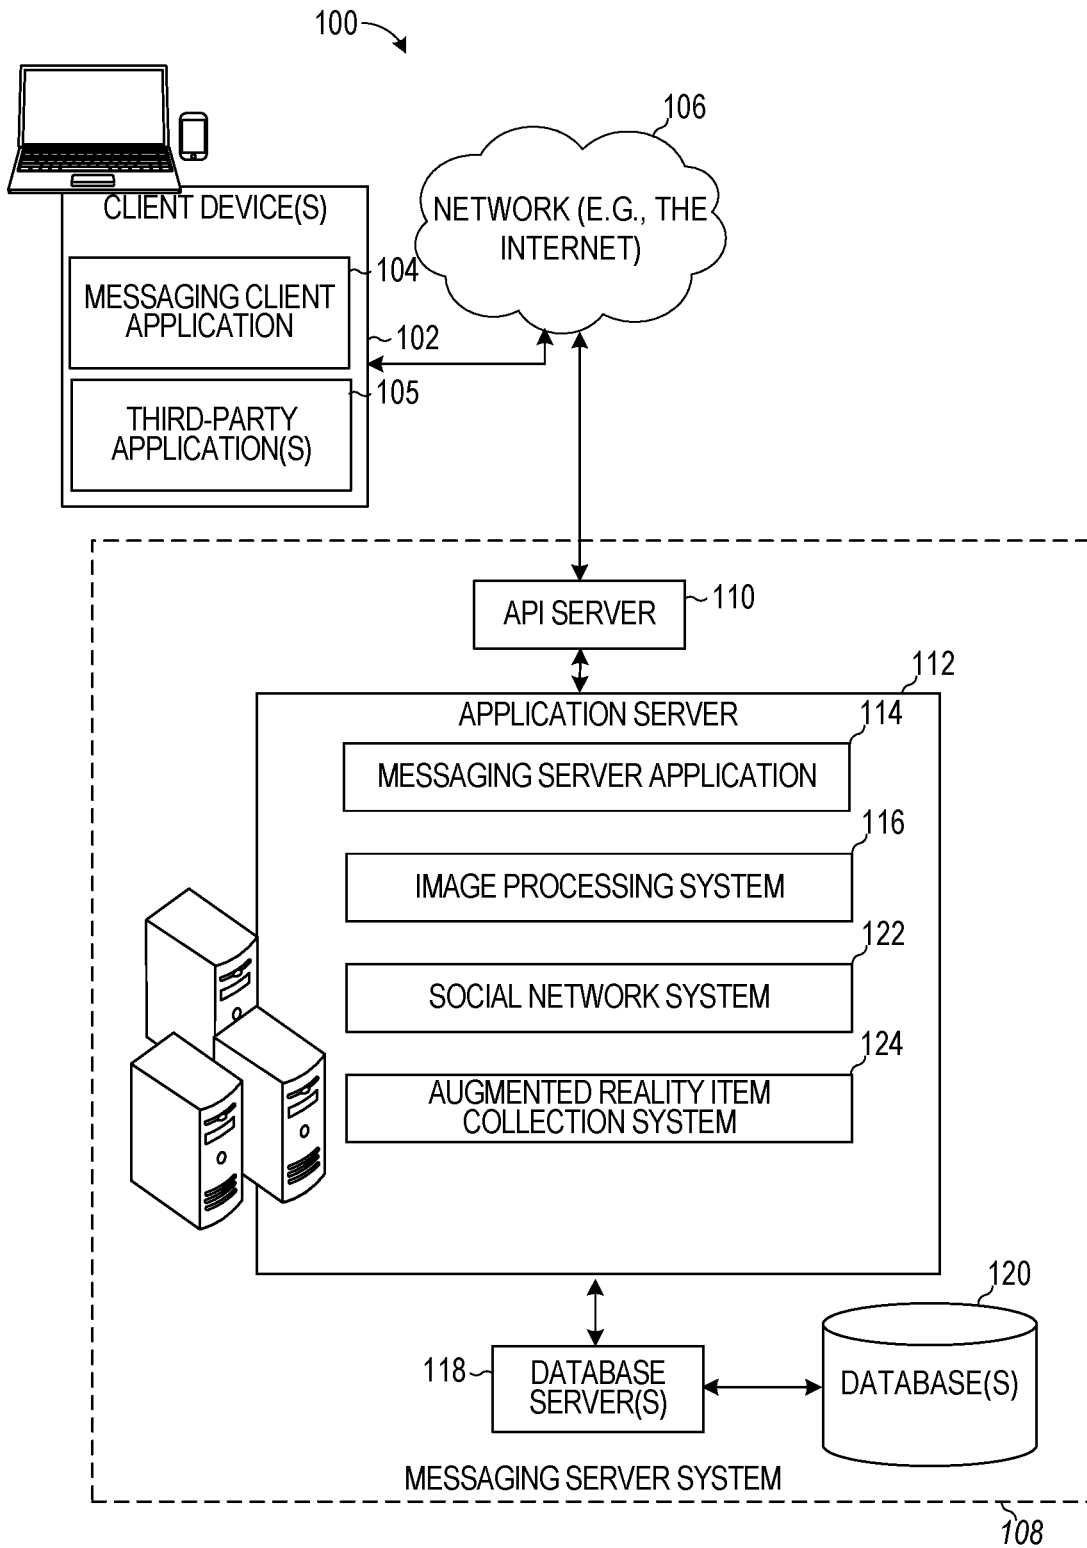 100
106
CLIENT DEVICE(S)
NETWORK (E.G., THE
INTERNET)
104
MESSAGING CLIENT
APPLICATION
102
105
THIRD-PARTY
APPLICATION(S)
API SERVER
110
112
APPLICATION SERVER
114
MESSAGING SERVER APPLICATION
116
IMAGE PROCESSING SYSTEM
122
SOCIAL NETWORK SYSTEM
124
AUGMENTED REALITY ITEM
COLLECTION SYSTEM
120
118
DATABASE
SERVER(S)
DATABASE(S)
MESSAGING SERVER SYSTEM
108